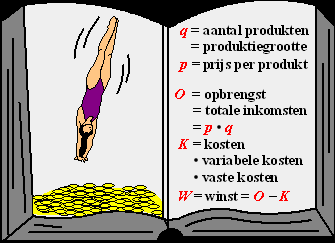 q = aantal produkten
= produktiegrootte
p = prijs per produkt
O = opbrengst
= totale inkomsten
= p • q
K = kosten
• variabele kosten
• vaste kosten
W = winst = O – K